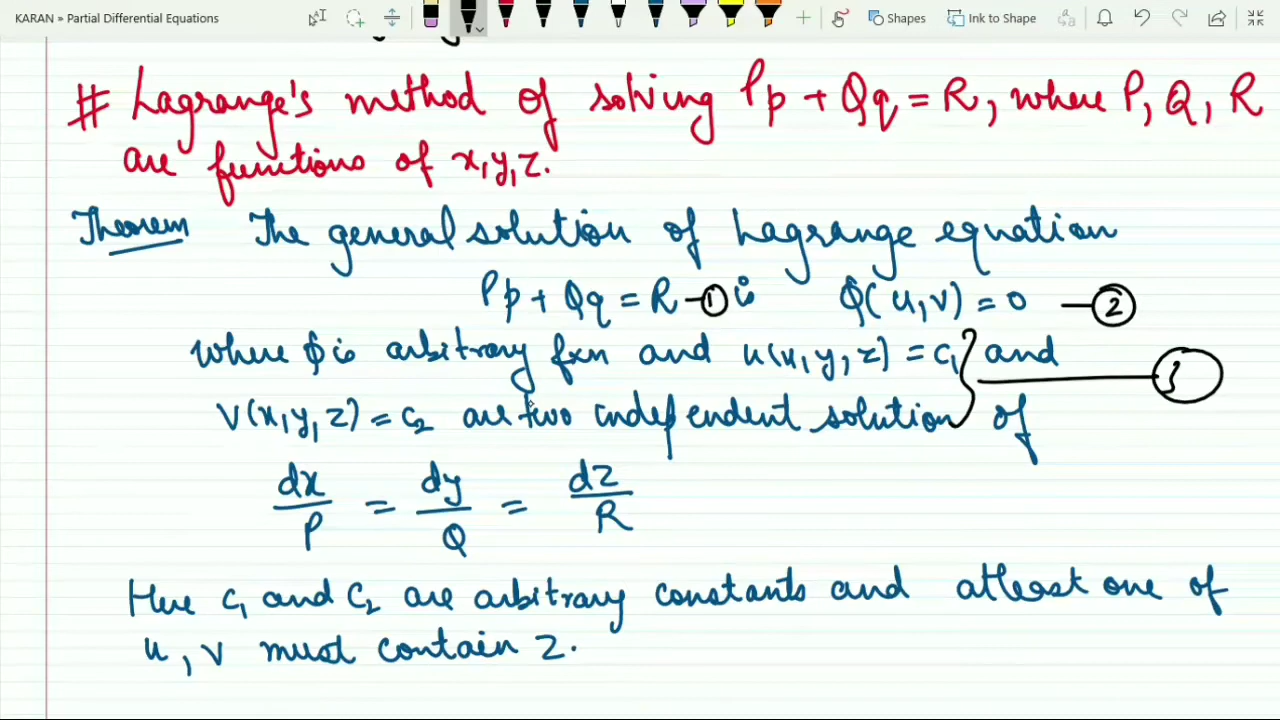 KARAN » Partial Differential Equations
Shapes
Ink to Shape
# Lagrange's method of solving Pp + Qq = R, where P, Q, R
are functions of x, y, z.
Theorem The general solution of Lagrange equation
Pp + Qq = R - ① is φ(u, v) = 0 - ②
where φ is arbitrary fxn and u(x, y, z) = c₁ and
v(x, y, z) = c₂ are two independent solution of
dx/P = dy/Q = dz/R
Here c₁ and c₂ are arbitrary constants and atleast one of
u, v must contain z.